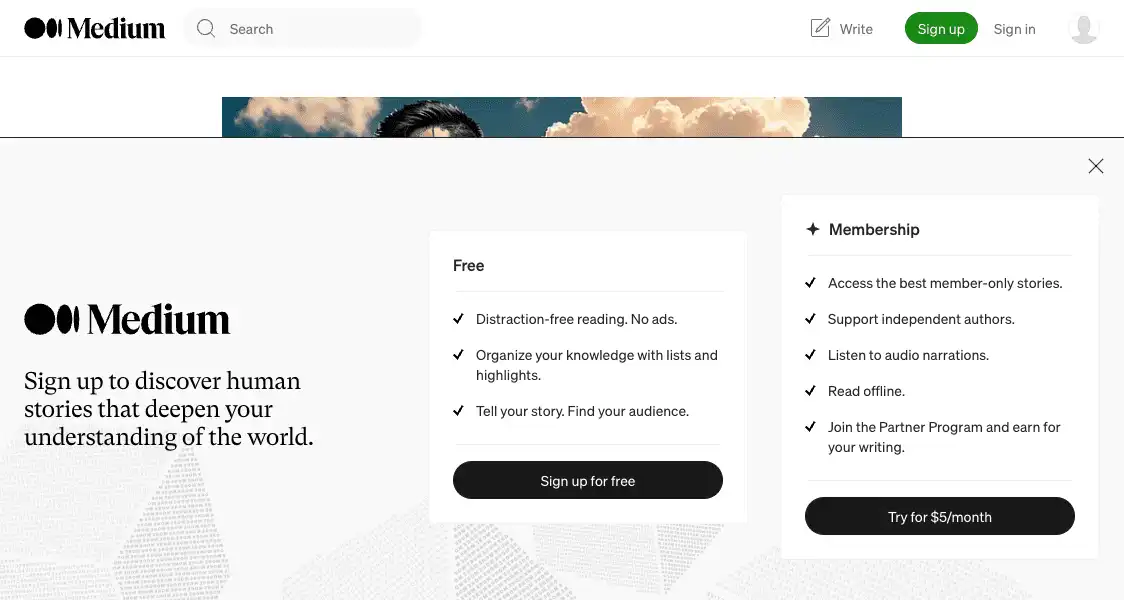 Medium
Search
Write
Sign up
Sign in
Medium
Sign up to discover human
stories that deepen your
understanding of the world.
Free
Distraction-free reading. No ads.
Organize your knowledge with lists and
highlights.
Tell your story. Find your audience.
Sign up for free
Membership
Access the best member-only stories.
Support independent authors.
Listen to audio narrations.
Read offline.
Join the Partner Program and earn for
your writing.
Try for $5/month